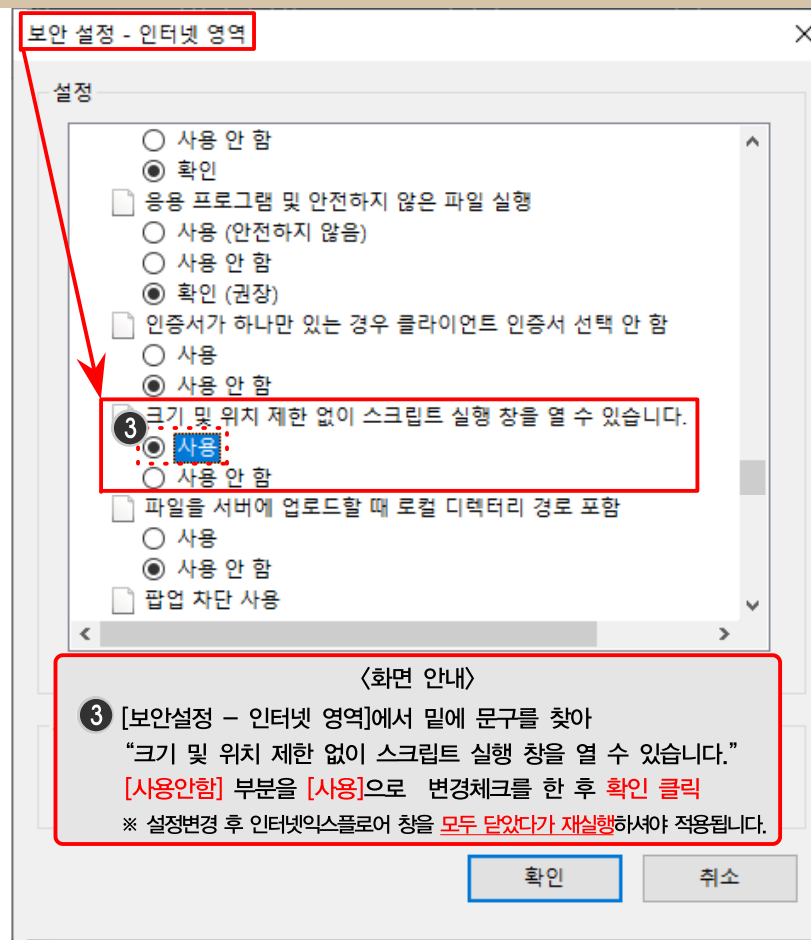 보안 설정 - 인터넷 영역
설정
사용 안 함
확인
응용 프로그램 및 안전하지 않은 파일 실행
사용 (안전하지 않음)
사용 안 함
확인 (권장)
인증서가 하나만 있는 경우 클라이언트 인증서 선택 안 함
사용
사용 안 함
크기 및 위치 제한 없이 스크립트 실행 창을 열 수 있습니다.
3
사용
사용 안 함
파일을 서버에 업로드할 때 로컬 디렉터리 경로 포함
사용
사용 안 함
팝업 차단 사용
〈화면 안내〉
3 [보안설정 - 인터넷 영역]에서 밑에 문구를 찾아
“크기 및 위치 제한 없이 스크립트 실행 창을 열 수 있습니다.”
[사용안함] 부분을 [사용]으로 변경체크를 한 후 확인 클릭
※ 설정변경 후 인터넷익스플로어 창을 모두 닫았다가 재실행하셔야 적용됩니다.
확인 취소